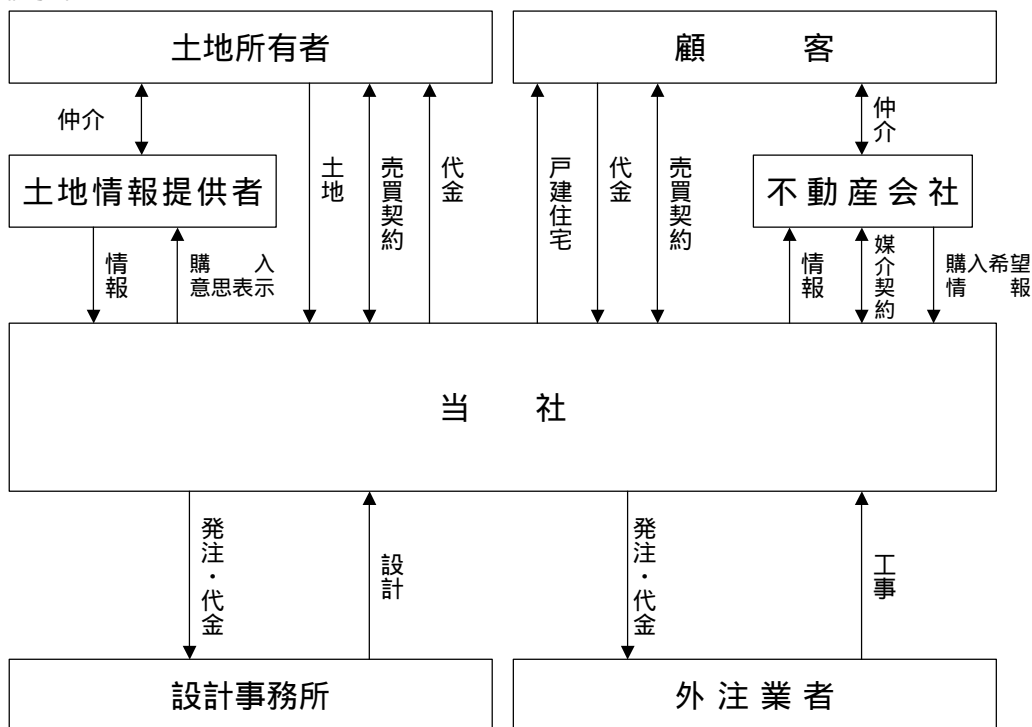 土地所有者
顧 客
仲介
土地
売買契約
代金
戸建住宅
代金
売買契約
仲介
土地情報提供者
不動産会社
情報
購 入
意思表示
情報
媒介契約
購入希望
情 報
当 社
発注・代金
設計
発注・代金
工事
設計事務所
外注業者